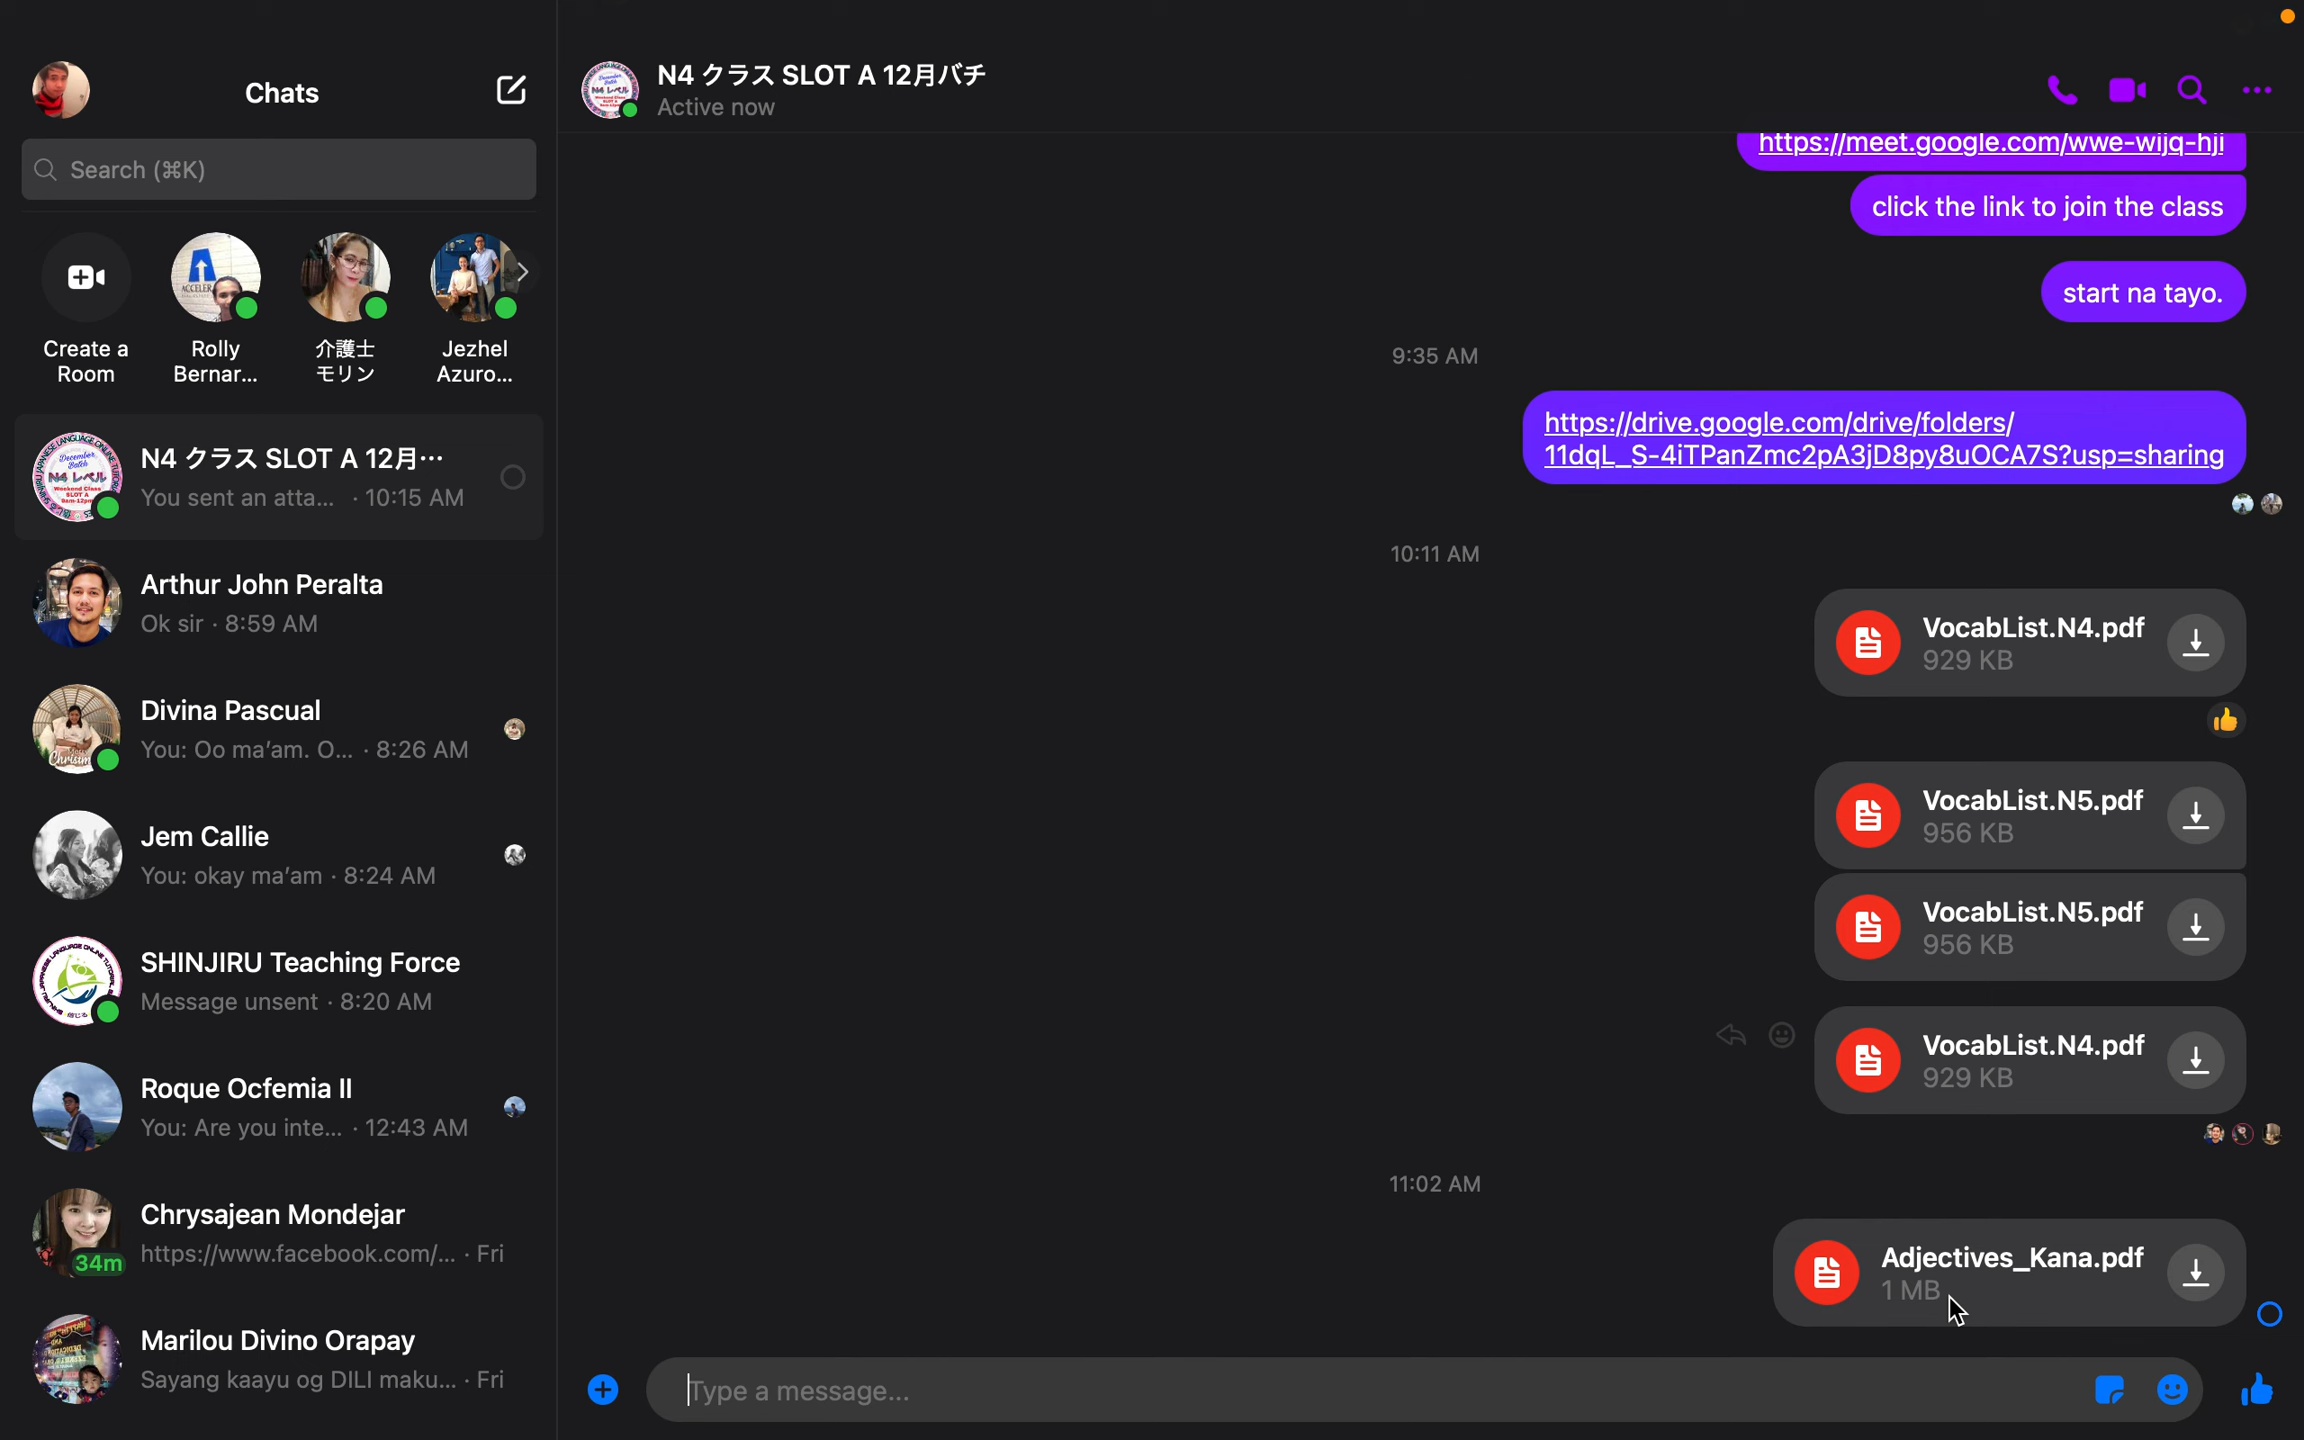 Chats
Search (⌘K)
Create a
Room
Rolly
Bernar...
介護士
モリン
Jezhel
Azuro...
N4 クラス SLOT A 12月...
You sent an atta... · 10:15 AM
Arthur John Peralta
Ok sir · 8:59 AM
Divina Pascual
You: Oo ma'am. O... · 8:26 AM
Jem Callie
You: okay ma'am · 8:24 AM
SHINJIRU Teaching Force
Message unsent · 8:20 AM
Roque Ocfemia II
You: Are you inte... · 12:43 AM
Chrysajean Mondejar
34m
https://www.facebook.com/... · Fri
Marilou Divino Orapay
Sayang kaayu og DILI maku... · Fri
N4 クラス SLOT A 12月バチ
Active now
https://meet.google.com/wwe-wijq-hji
click the link to join the class
start na tayo.
9:35 AM
https://drive.google.com/drive/folders/
11dqL_S-4iTPanZmc2pA3jD8py8uOCA7S?usp=sharing
10:11 AM
VocabList.N4.pdf
929 KB
VocabList.N5.pdf
956 KB
VocabList.N5.pdf
956 KB
VocabList.N4.pdf
929 KB
11:02 AM
Adjectives_Kana.pdf
1 MB
Type a message...